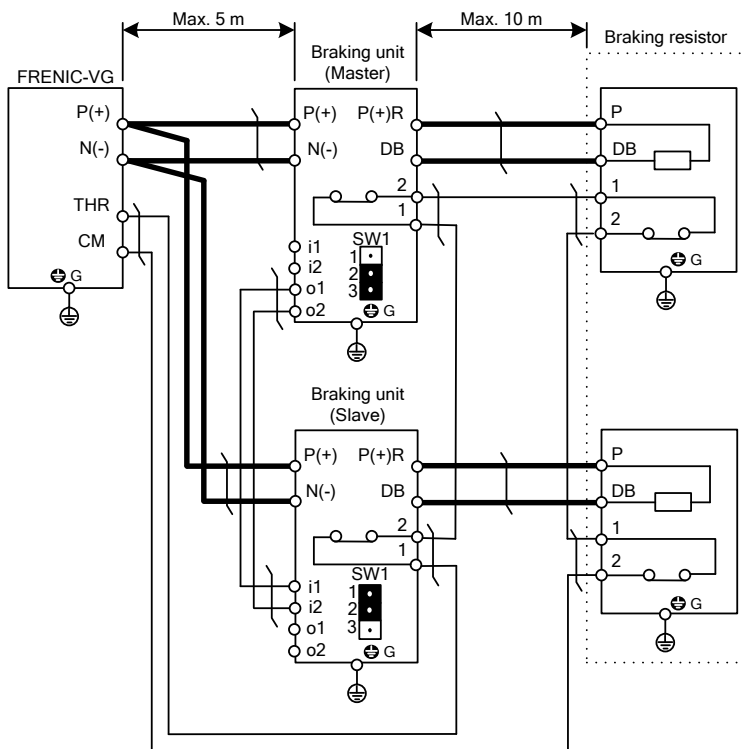 Max. 5 m
Max. 10 m
Braking resistor
FRENIC-VG
P(+)
N(-)
THR
CM
G
Braking unit
(Master)
P(+)
P(+)R
N(-)
DB
2
1
i1
i2
o1
o2
SW1
1
2
3
G
P
DB
1
2
G
Braking unit
(Slave)
P(+)
P(+)R
N(-)
DB
2
1
i1
i2
o1
o2
SW1
1
2
3
G
P
DB
1
2
G